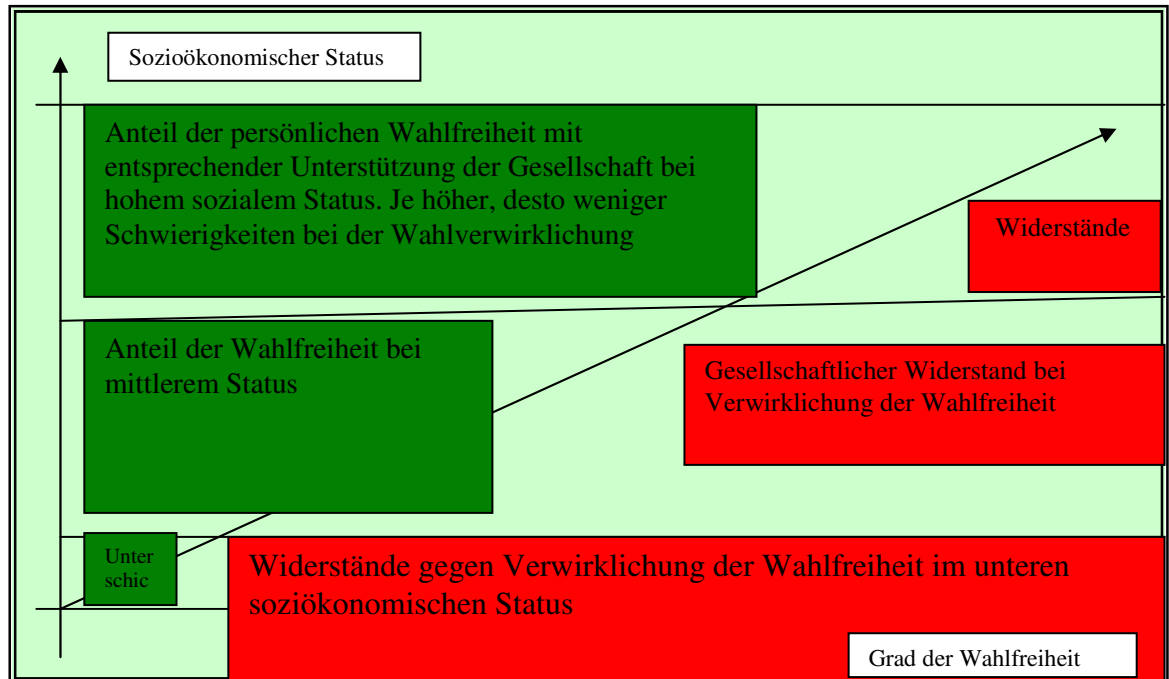 Sozioökonomischer Status
Anteil der persönlichen Wahlfreiheit mit
entsprechender Unterstützung der Gesellschaft bei
hohem sozialem Status. Je höher, desto weniger
Schwierigkeiten bei der Wahlverwirklichung
Widerstände
Anteil der Wahlfreiheit bei
mittlerem Status
Gesellschaftlicher Widerstand bei
Verwirklichung der Wahlfreiheit
Unter
schic
Widerstände gegen Verwirklichung der Wahlfreiheit im unteren
soziökonomischen Status
Grad der Wahlfreiheit